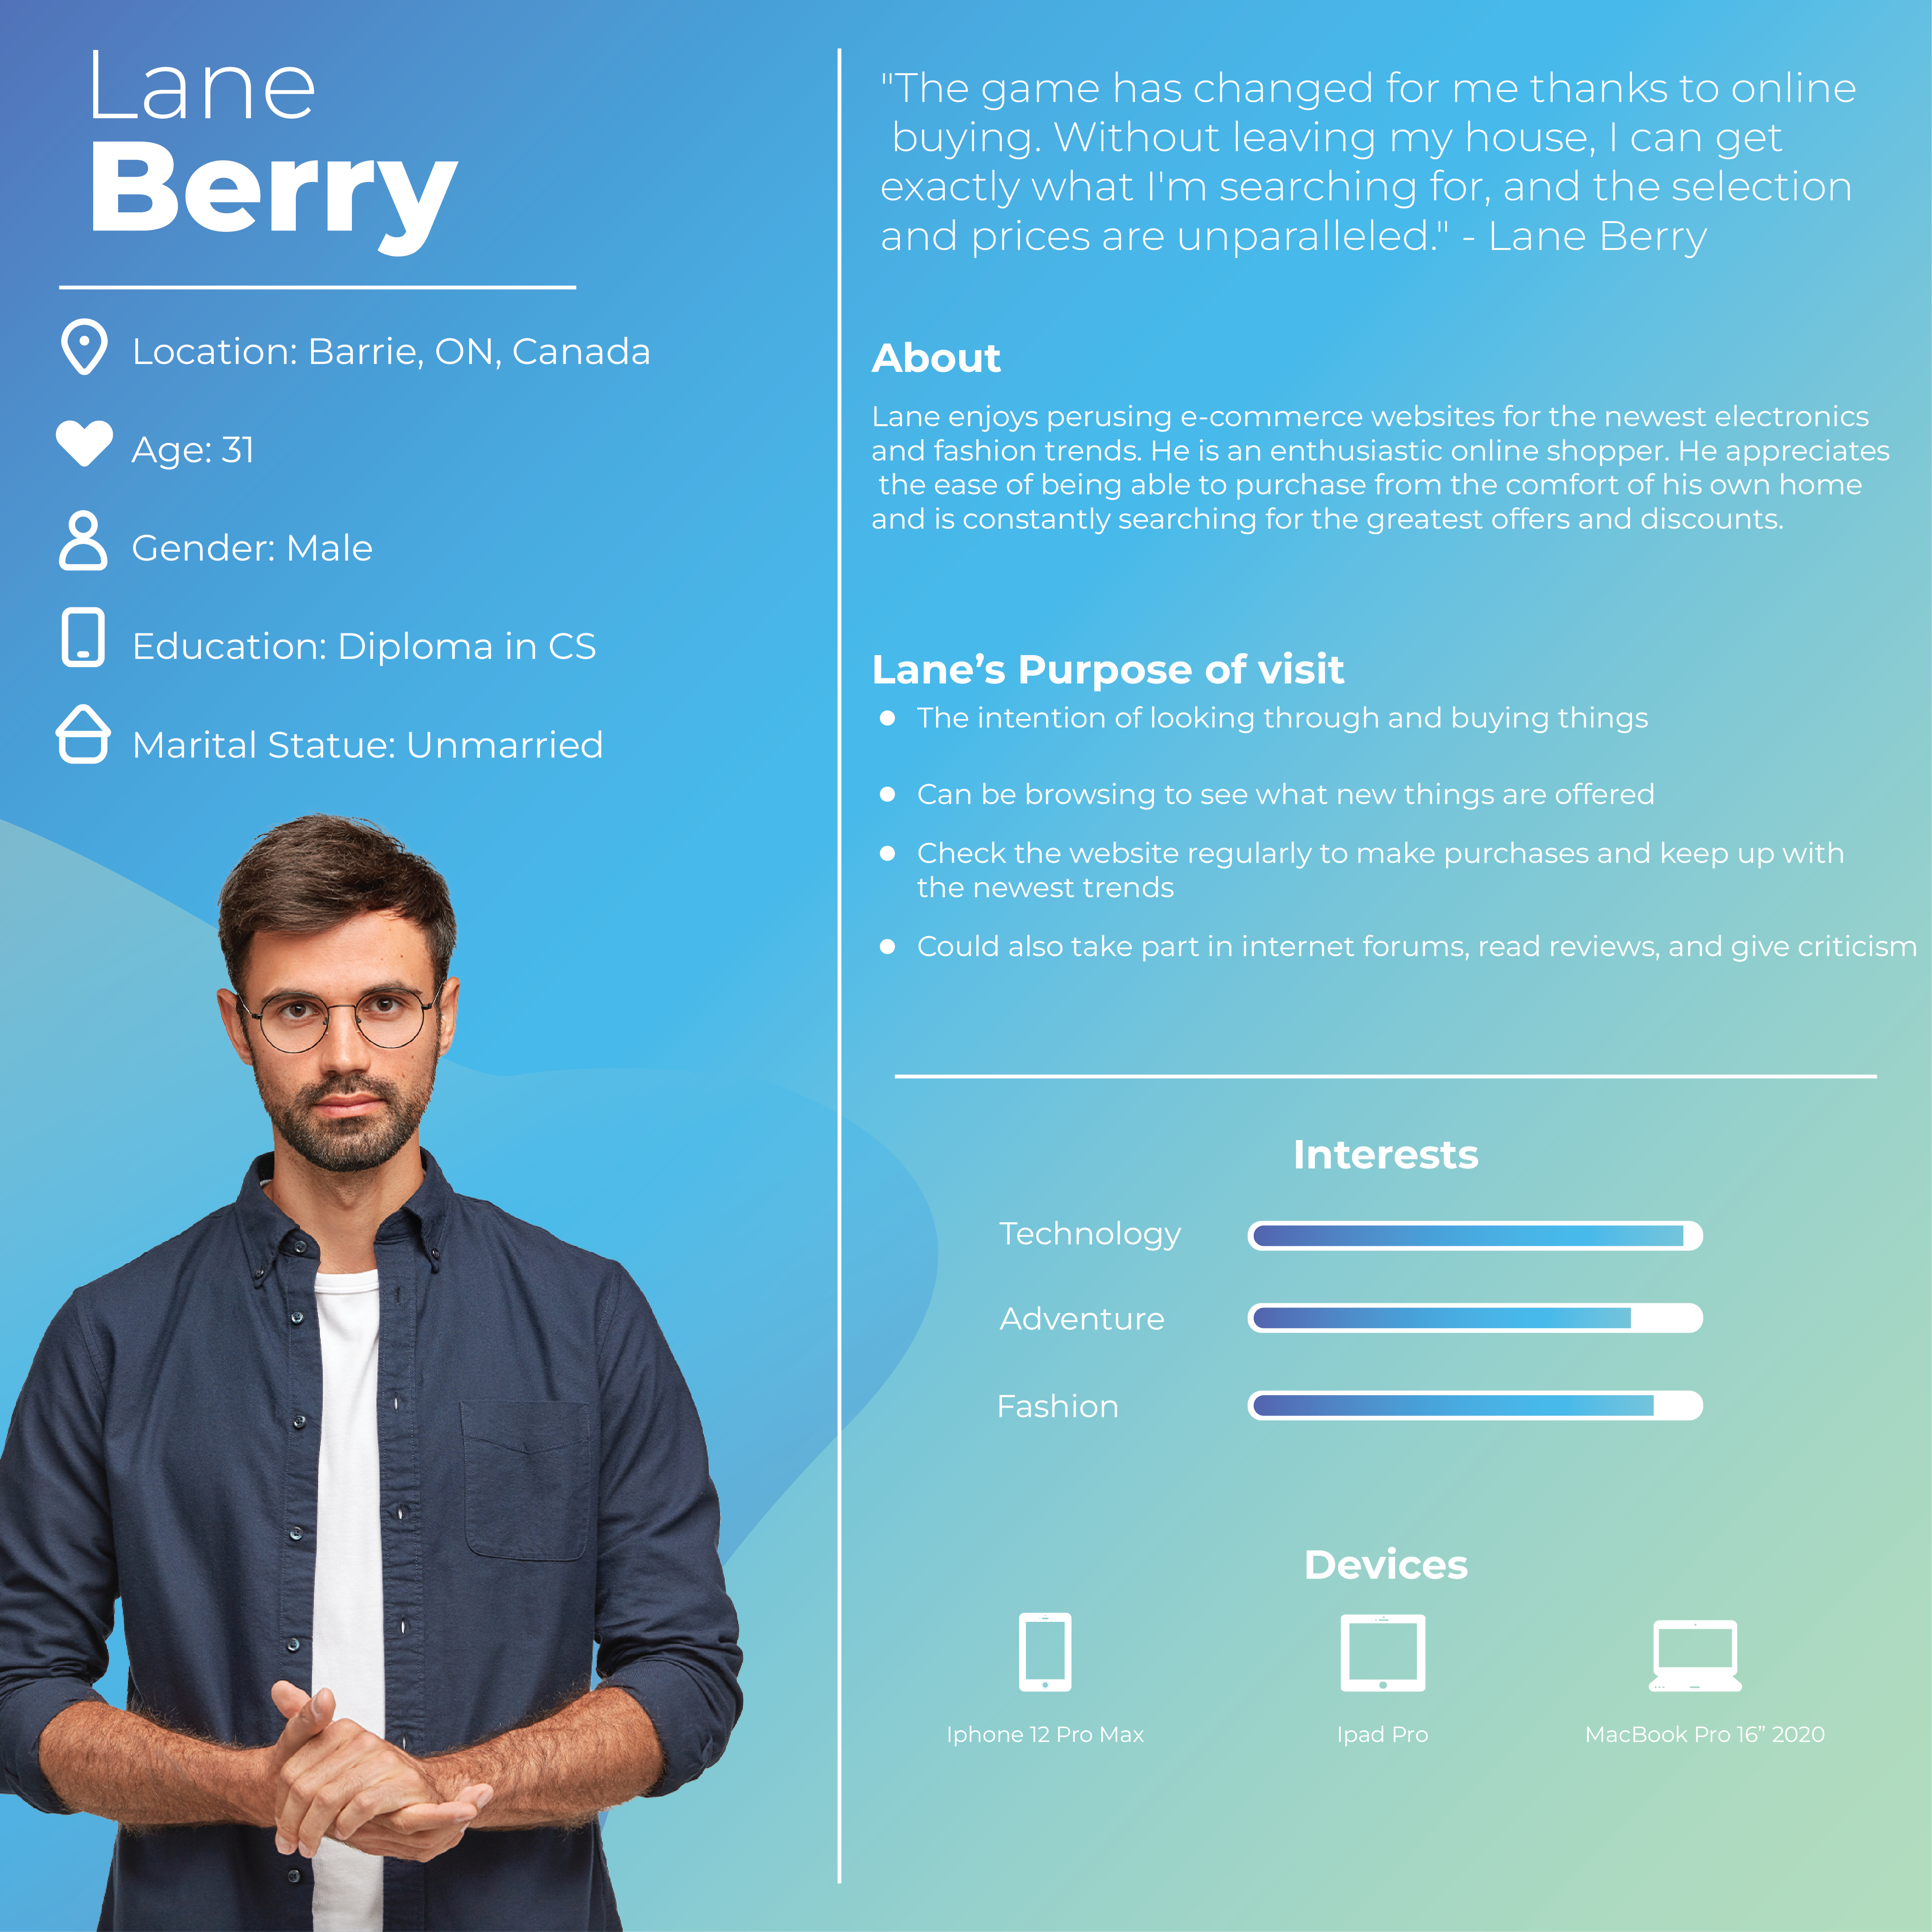 Lane
Berry
Location: Barrie, ON, Canada
Age: 31
Gender: Male
Education: Diploma in CS
Marital Statue: Unmarried
"The game has changed for me thanks to online
buying. Without leaving my house, I can get
exactly what I'm searching for, and the selection
and prices are unparalleled." - Lane Berry
About
Lane enjoys perusing e-commerce websites for the newest electronics
and fashion trends. He is an enthusiastic online shopper. He appreciates
the ease of being able to purchase from the comfort of his own home
and is constantly searching for the greatest offers and discounts.
Lane’s Purpose of visit
● The intention of looking through and buying things
● Can be browsing to see what new things are offered
● Check the website regularly to make purchases and keep up with
the newest trends
● Could also take part in internet forums, read reviews, and give criticism
Interests
Technology
Adventure
Fashion
Devices
Iphone 12 Pro Max
Ipad Pro
MacBook Pro 16” 2020